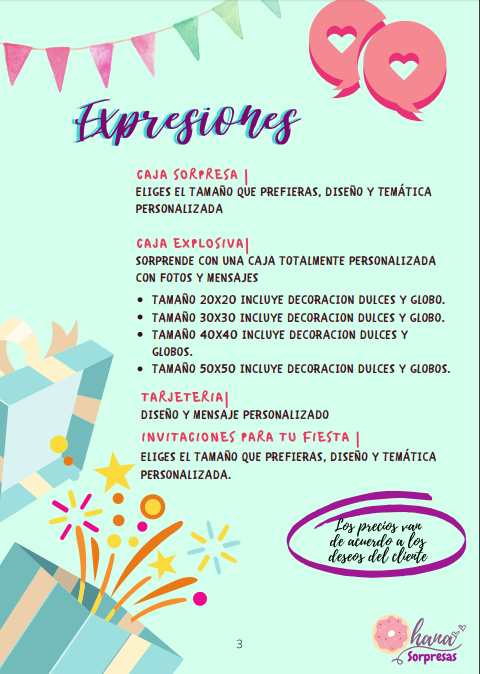 Expresiones
CAJA SORPRESA |
ELIGES EL TAMAÑO QUE PREFIERAS, DISEÑO Y TEMÁTICA
PERSONALIZADA
CAJA EXPLOSIVA|
SORPRENDE CON UNA CAJA TOTALMENTE PERSONALIZADA
CON FOTOS Y MENSAJES
• TAMAÑO 20X20 INCLUYE DECORACION DULCES Y GLOBO.
• TAMAÑO 30X30 INCLUYE DECORACION DULCES Y GLOBO.
• TAMAÑO 40X40 INCLUYE DECORACION DULCES Y
GLOBOS.
• TAMAÑO 50X50 INCLUYE DECORACION DULCES Y GLOBOS.
TARJETERIA|
DISEÑO Y MENSAJE PERSONALIZADO
INVITACIONES PARA TU FIESTA |
ELIGES EL TAMAÑO QUE PREFIERAS, DISEÑO Y TEMÁTICA
PERSONALIZADA.
Los precios van
de acuerdo a los
deseos del cliente
3
Ohana
Sorpresas